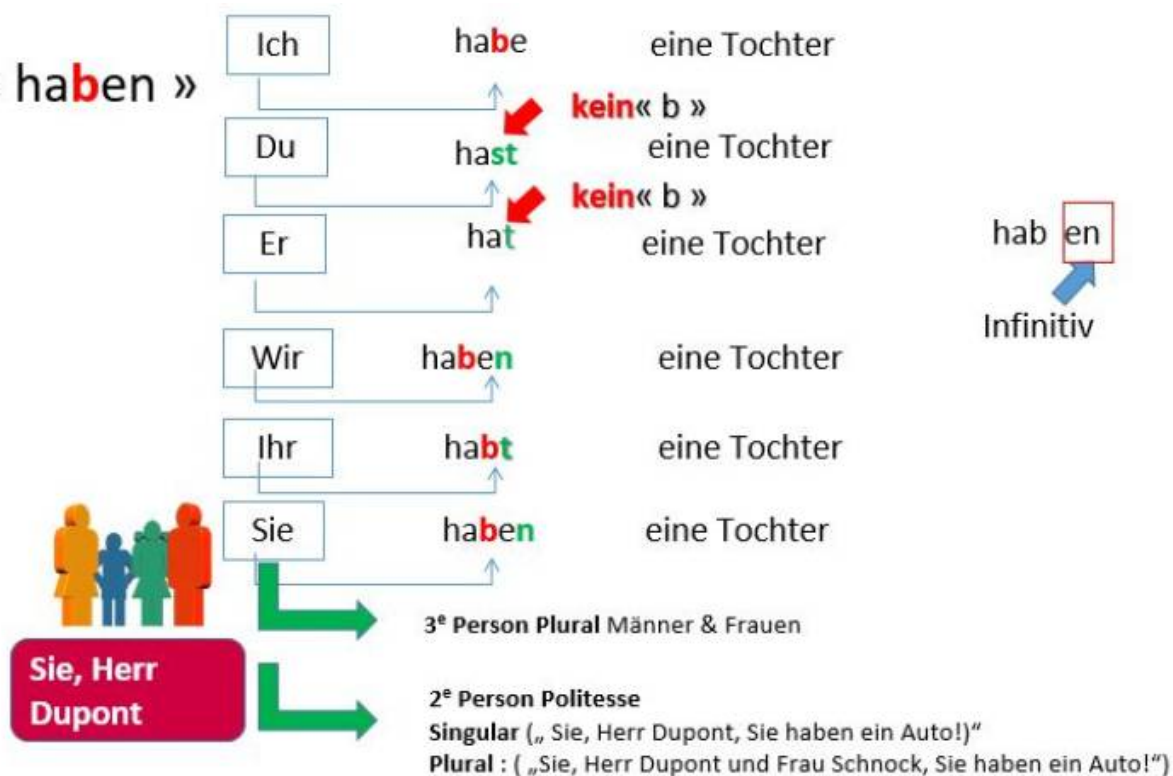 haben »
Ich habe eine Tochter
kein« b »
Du hast eine Tochter
kein« b »
Er hat eine Tochter
hab en
Infinitiv
Wir haben eine Tochter
Ihr habt eine Tochter
Sie haben eine Tochter
3e Person Plural Männer & Frauen
Sie, Herr
Dupont
2e Person Politesse
Singular („ Sie, Herr Dupont, Sie haben ein Auto!)“
Plural : ( „Sie, Herr Dupont und Frau Schnock, Sie haben ein Auto!“)